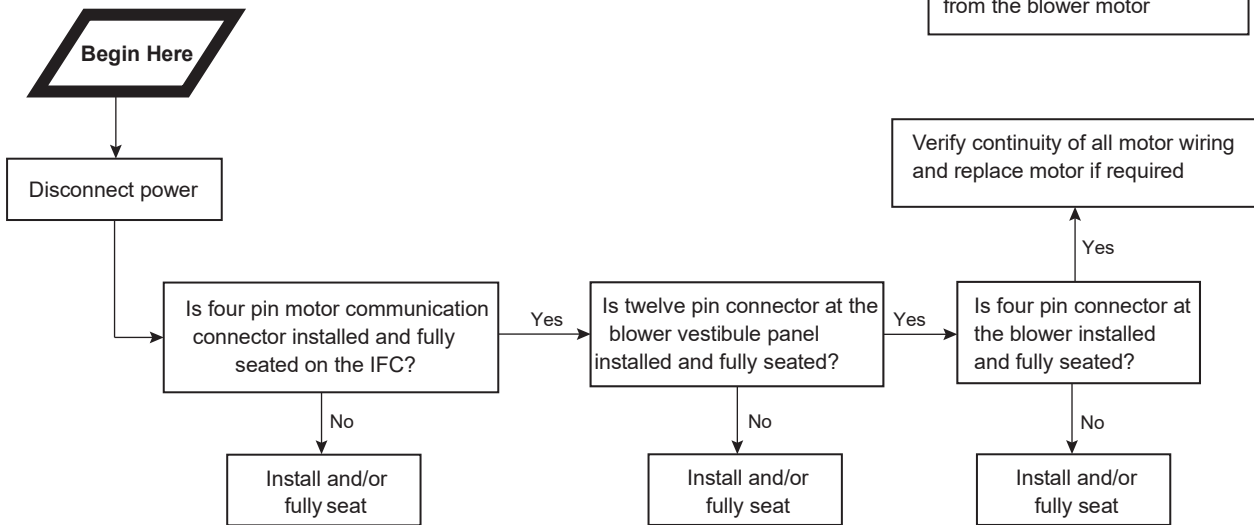 from the blower motor
Begin Here
Disconnect power
Verify continuity of all motor wiring
and replace motor if required
Yes
Is four pin motor communication
connector installed and fully
seated on the IFC?
Yes
Is twelve pin connector at the
blower vestibule panel
installed and fully seated?
Yes
Is four pin connector at
the blower installed
and fully seated?
No
No
No
Install and/or
fully seat
Install and/or
fully seat
Install and/or
fully seat